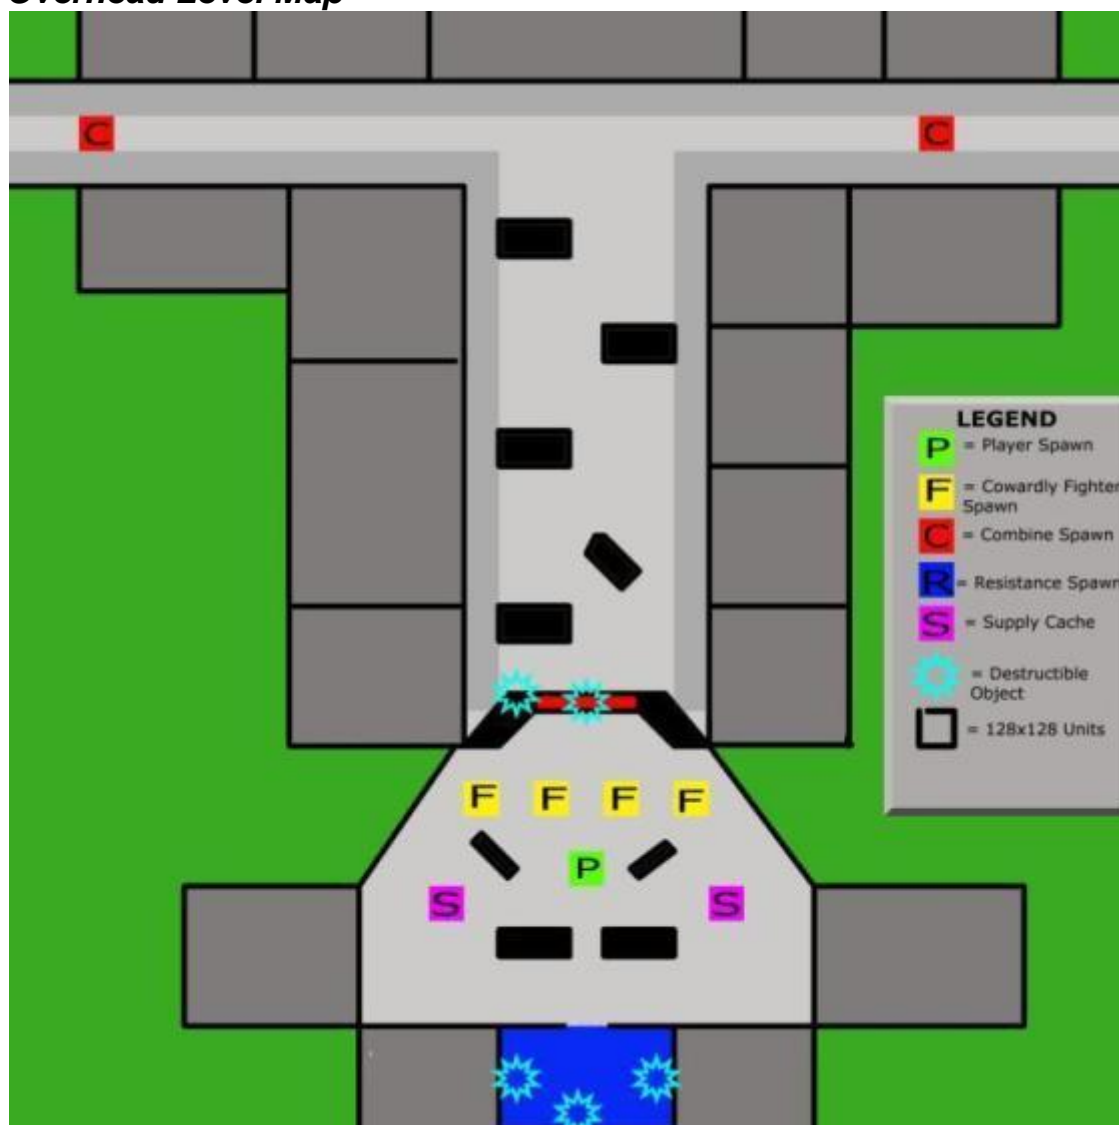 Overhead Level Map
C
C
LEGEND
P = Player Spawn
F = Cowardly Fighter
Spawn
C = Combine Spawn
R = Resistance Spawn
S = Supply Cache
= Destructible
Object
= 128x128 Units
F F F F
P
S S